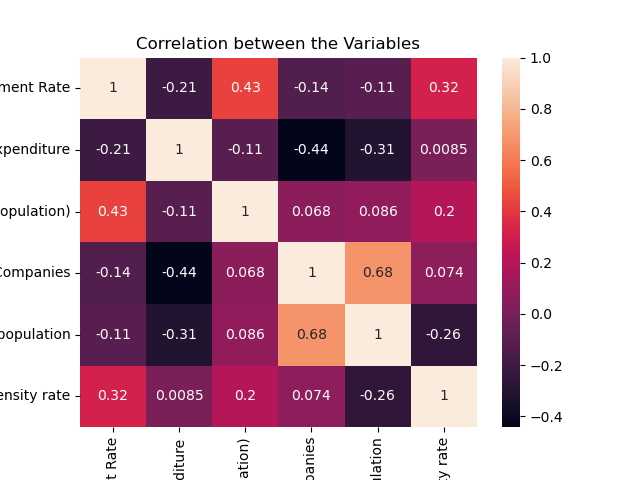 Correlation between the Variables
ment Rate
1 -0.21 0.43 -0.14 -0.11 0.32
xpenditure
-0.21 1 -0.11 -0.44 -0.31 0.0085
opulation)
0.43 -0.11 1 0.068 0.086 0.2
Companies
-0.14 -0.44 0.068 1 0.68 0.074
population
-0.11 -0.31 0.086 0.68 1 -0.26
ensity rate
0.32 0.0085 0.2 0.074 -0.26 1
t Rate
diture
ation)
panies
ulation
y rate
1.0
0.8
0.6
0.4
0.2
0.0
−0.2
−0.4